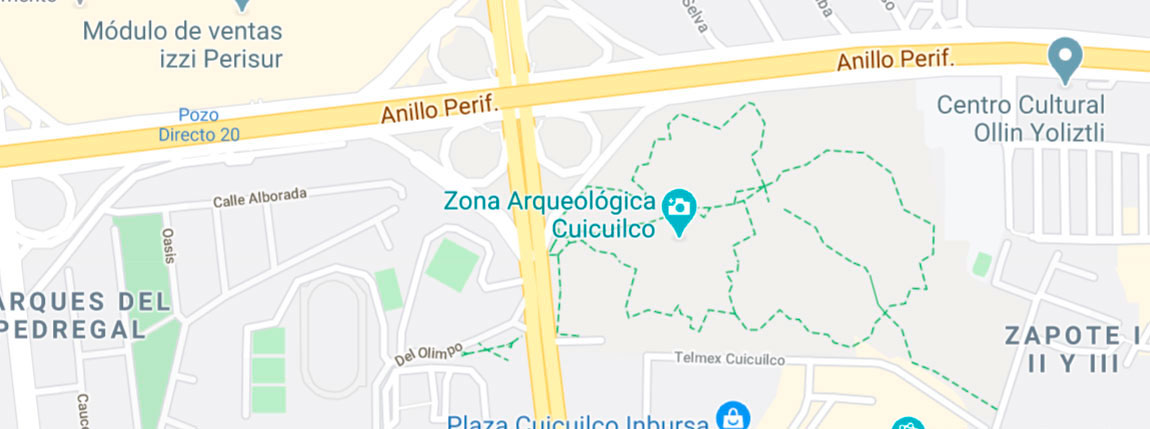 Módulo de ventas
izzi Perisur
Selva
Anillo Perif.
Anillo Perif.
Pozo
Directo 20
Centro Cultural
Ollin Yoliztli
Calle Alborada
Zona Arqueológica
Cuicuilco
Oasis
ARQUES DEL
PEDREGAL
ZAPOTE I
II Y III
Del Olimpo
Telmex Cuicuilco
Plaza Cuicuilco Inbursa